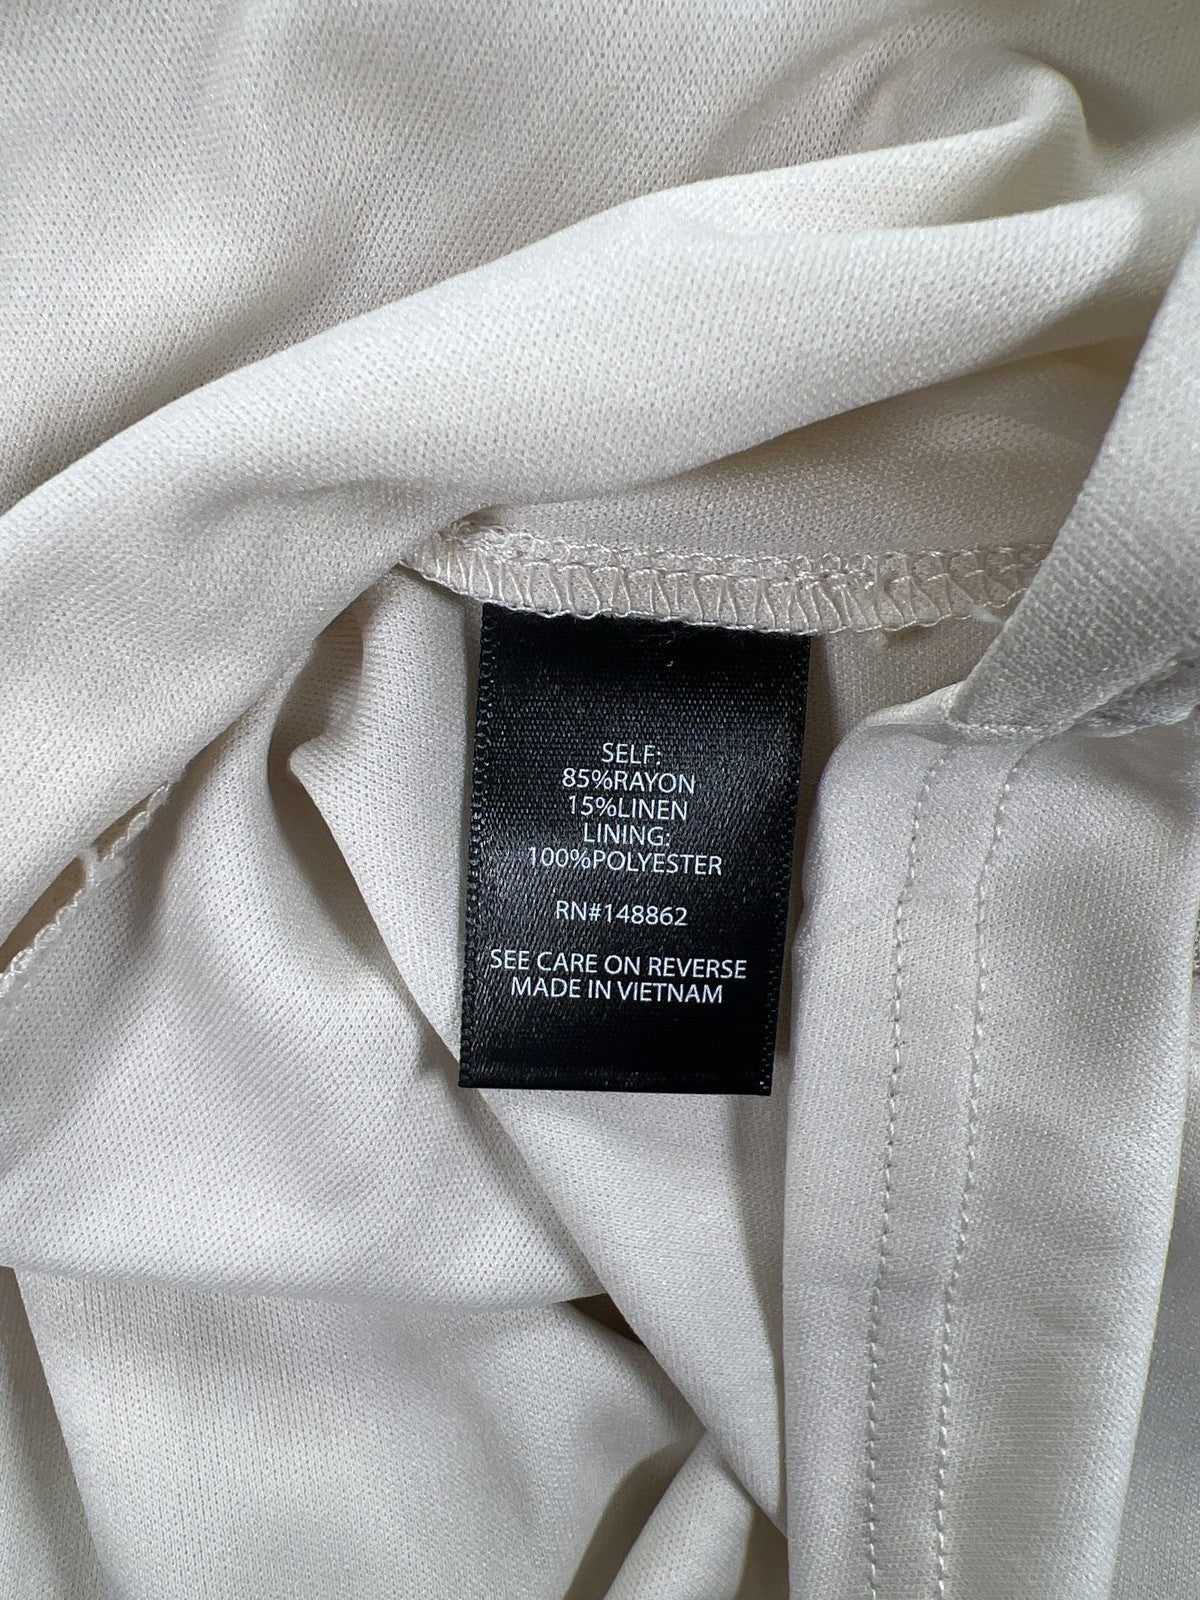 SELF:
85%RAYON
15%LINEN
LINING:
100%POLYESTER
RN#148862
SEE CARE ON REVERSE
MADE IN VIETNAM